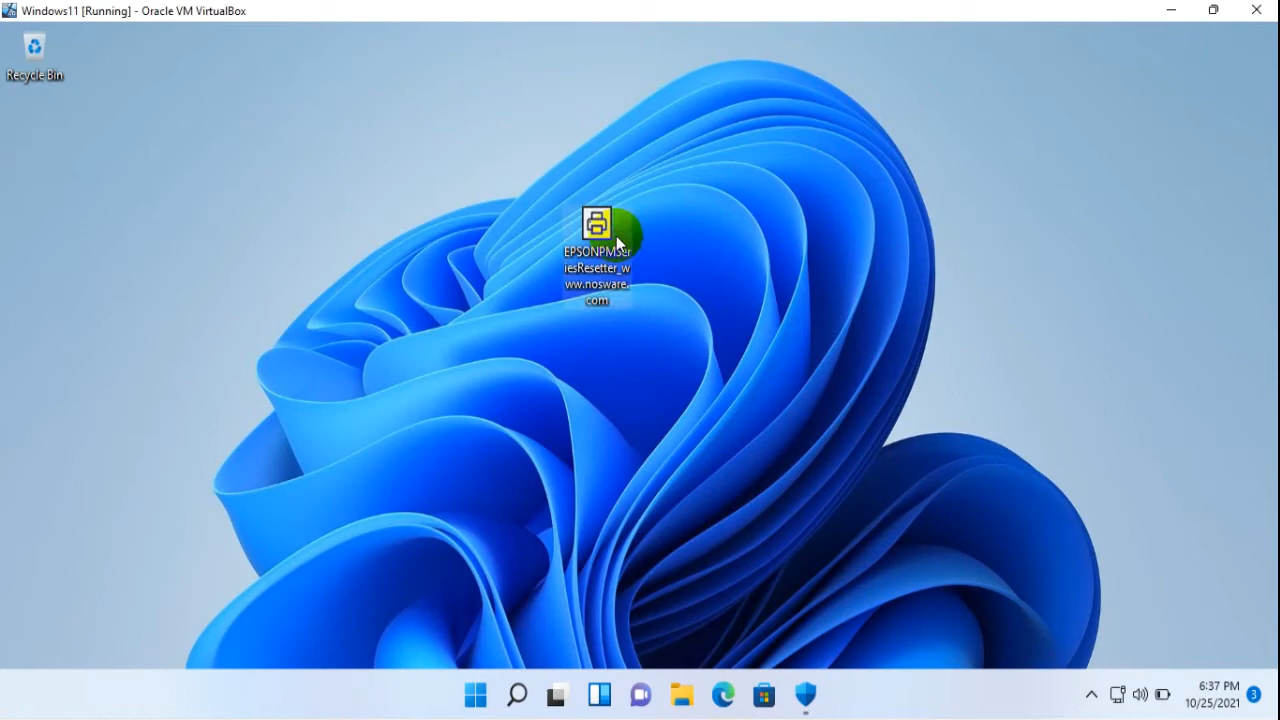 Windows11 [Running] - Oracle VM VirtualBox
Recycle Bin
EPSONPMSer
iesResetter_w
ww.nosware.
com
6:37 PM
10/25/2021
3